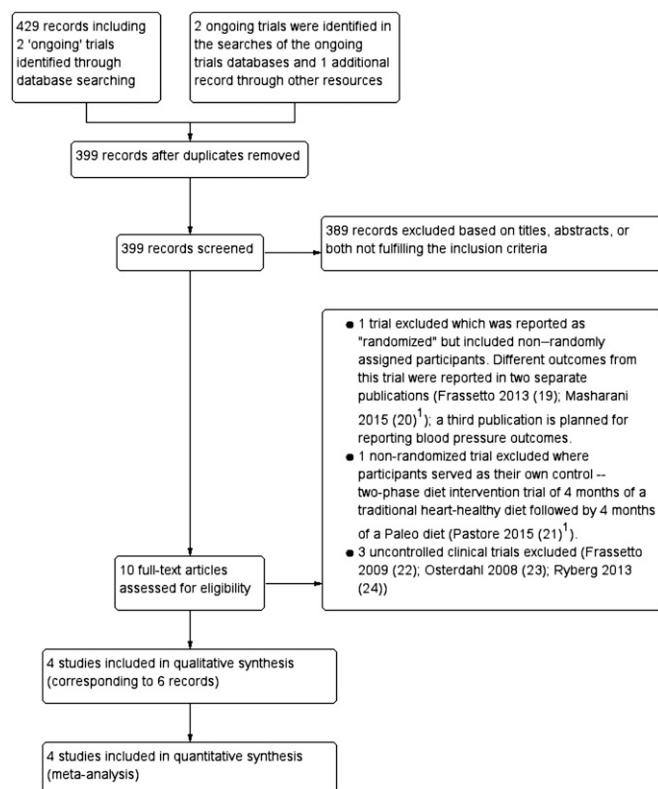 429 records including
2 'ongoing' trials
identified through
database searching
2 ongoing trials were identified in
the searches of the ongoing
trials databases and 1 additional
record through other resources
399 records after duplicates removed
399 records screened
389 records excluded based on titles, abstracts, or
both not fulfilling the inclusion criteria
● 1 trial excluded which was reported as
"randomized" but included non–randomly
assigned participants. Different outcomes from
this trial were reported in two separate
publications (Frassetto 2013 (19); Masharani
2015 (20)¹); a third publication is planned for
reporting blood pressure outcomes.
● 1 non-randomized trial excluded where
participants served as their own control --
two-phase diet intervention trial of 4 months of a
traditional heart-healthy diet followed by 4 months
of a Paleo diet (Pastore 2015 (21)¹).
● 3 uncontrolled clinical trials excluded (Frassetto
2009 (22); Osterdahl 2008 (23); Ryberg 2013
(24))
10 full-text articles
assessed for eligibility
4 studies included in qualitative synthesis
(corresponding to 6 records)
4 studies included in quantitative synthesis
(meta-analysis)